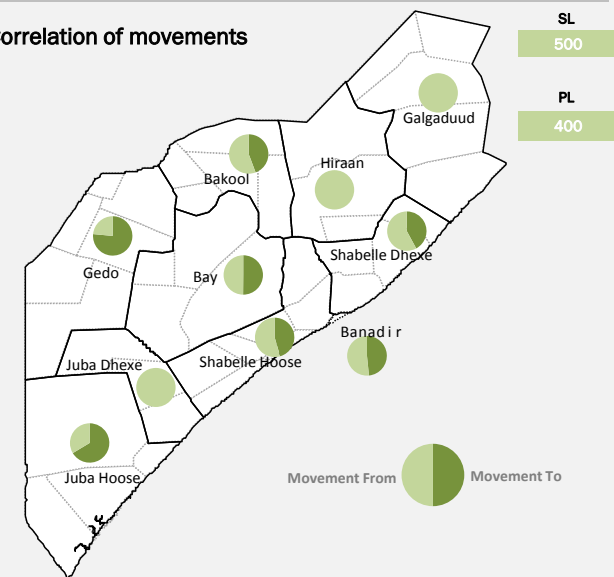 orrelation of movements
SL
500
PL
400
Galgaduud
Hiraan
Bakool
Shabelle Dhexe
Gedo
Bay
Banadir
Shabelle Hoose
Juba Dhexe
Juba Hoose
Movement From
Movement To